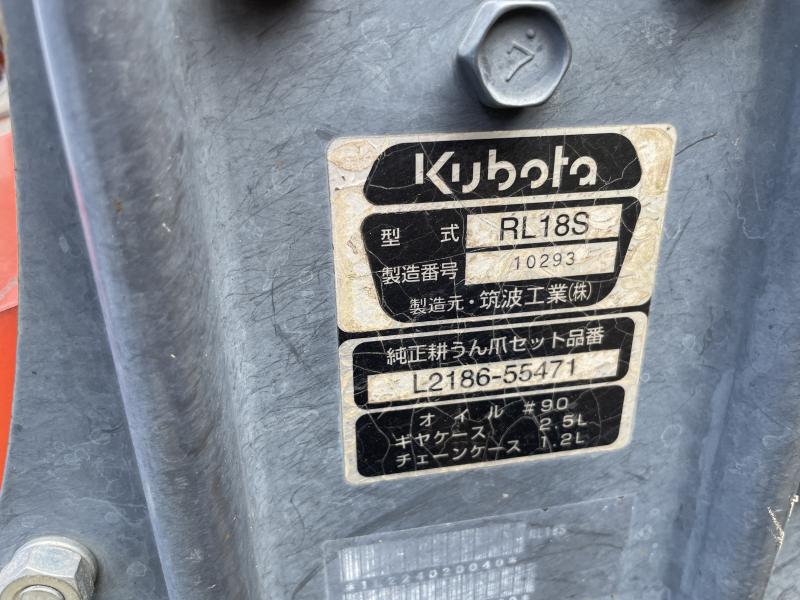 7
Kubota
型 式 RL18S
製造番号 10293
製造元・筑波工業㈱
純正耕うん爪セット品番
L2186-55471
オイル #90
ギヤケース 2.5L
チェーンケース 1.2L